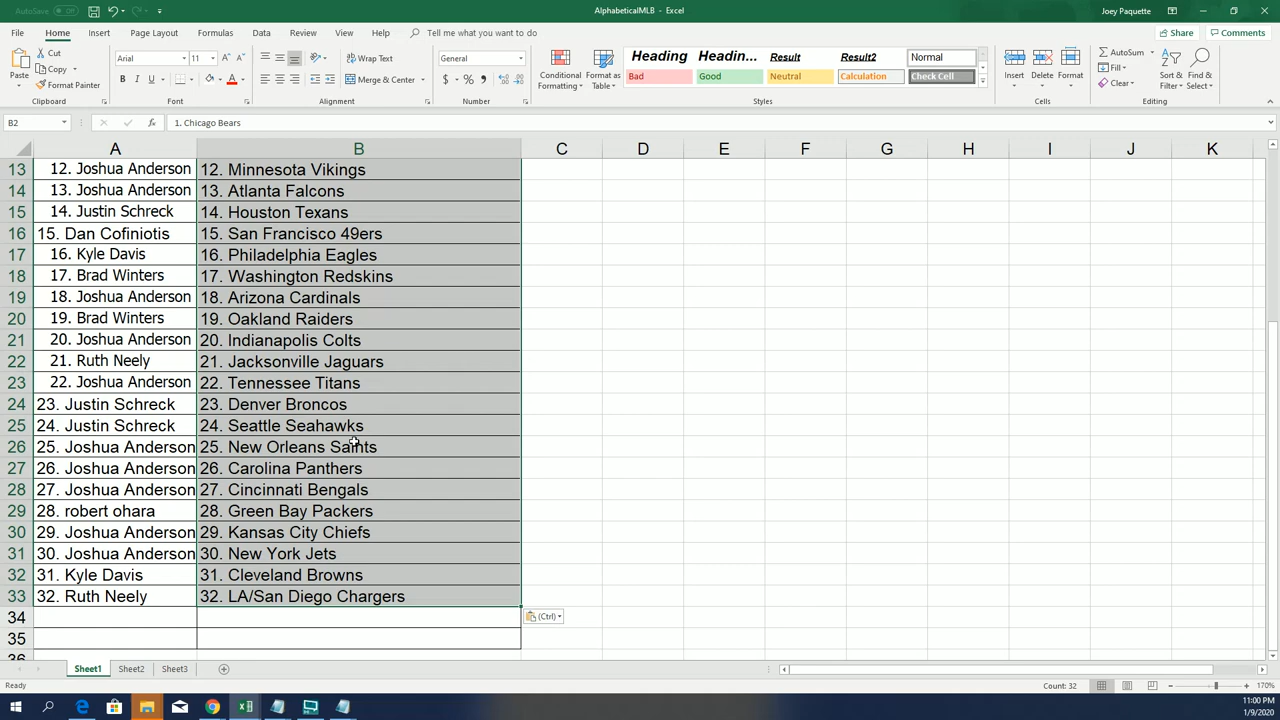 AutoSave Off
AlphabeticalMLB - Excel
Joey Paquette
File Home Insert Page Layout Formulas Data Review View Help Tell me what you want to do
Share Comments
Paste
Cut
Copy
Format Painter
Clipboard
Arial 11
B I U
Font
Wrap Text
Merge & Center
Alignment
General
$ % 9
Number
Conditional Formatting
Format as Table
Heading Headin... Result Result2 Normal
Bad Good Neutral Calculation Check Cell
Styles
Insert Delete Format
Cells
AutoSum
Fill
Clear
Sort & Filter
Find & Select
Editing
B2 fx 1. Chicago Bears
A B C D E F G H I J K
13 12. Joshua Anderson 12. Minnesota Vikings
14 13. Joshua Anderson 13. Atlanta Falcons
15 14. Justin Schreck 14. Houston Texans
16 15. Dan Cofiniotis 15. San Francisco 49ers
17 16. Kyle Davis 16. Philadelphia Eagles
18 17. Brad Winters 17. Washington Redskins
19 18. Joshua Anderson 18. Arizona Cardinals
20 19. Brad Winters 19. Oakland Raiders
21 20. Joshua Anderson 20. Indianapolis Colts
22 21. Ruth Neely 21. Jacksonville Jaguars
23 22. Joshua Anderson 22. Tennessee Titans
24 23. Justin Schreck 23. Denver Broncos
25 24. Justin Schreck 24. Seattle Seahawks
26 25. Joshua Anderson 25. New Orleans Saints
27 26. Joshua Anderson 26. Carolina Panthers
28 27. Joshua Anderson 27. Cincinnati Bengals
29 28. robert ohara 28. Green Bay Packers
30 29. Joshua Anderson 29. Kansas City Chiefs
31 30. Joshua Anderson 30. New York Jets
32 31. Kyle Davis 31. Cleveland Browns
33 32. Ruth Neely 32. LA/San Diego Chargers
34 (Ctrl)
35
36
Sheet1 Sheet2 Sheet3
Ready Count: 32 170%
11:00 PM
1/9/2020